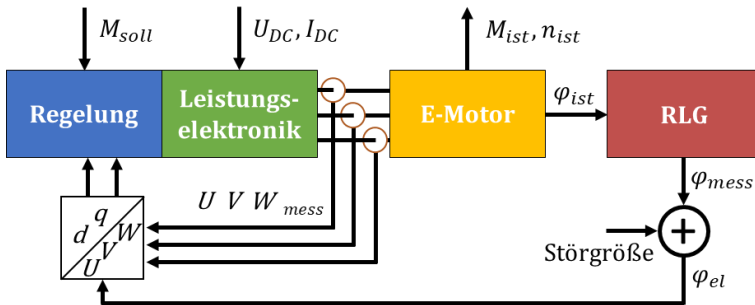 M_soll
U_DC, I_DC
M_ist, n_ist
Regelung
Leistungs-
elektronik
E-Motor
φ_ist
RLG
φ_mess
U V W_mess
d q
U V W
Störgröße
+
φ_el